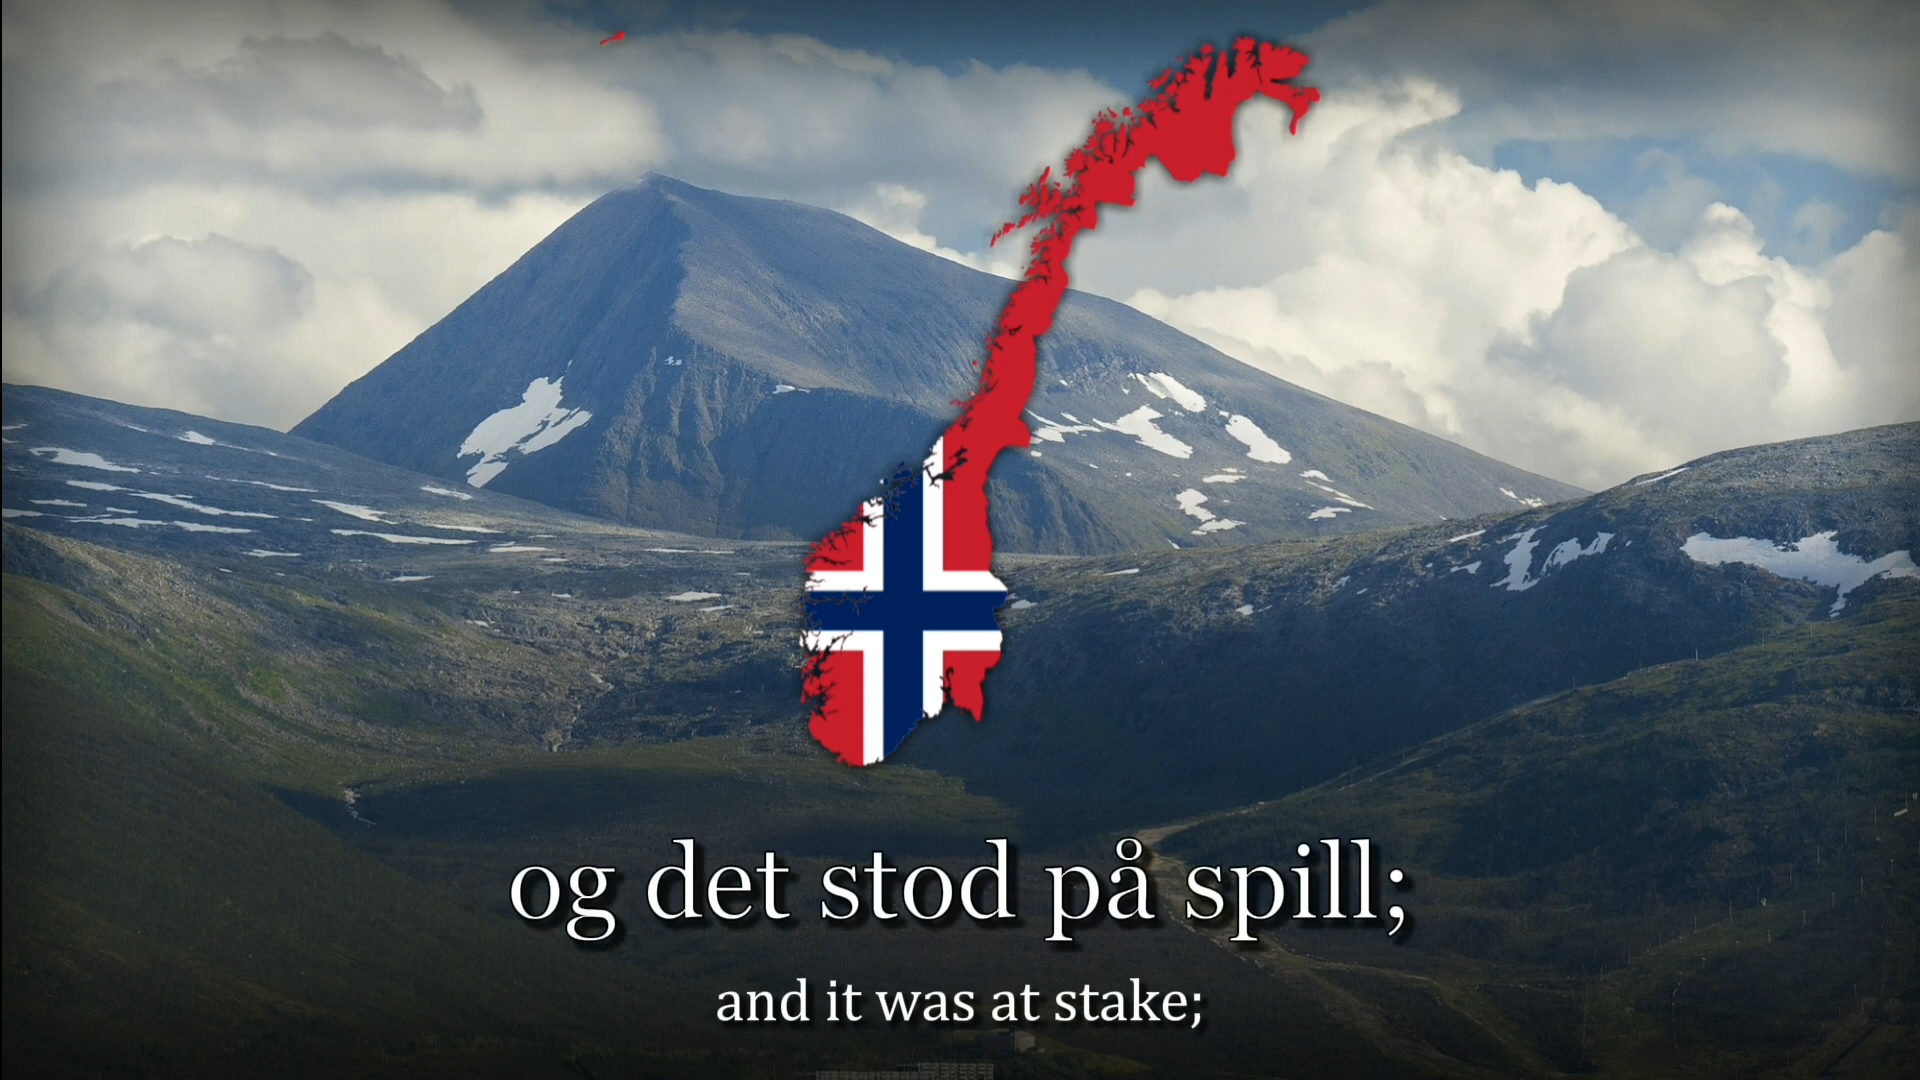 og det stod på spill;
and it was at stake;